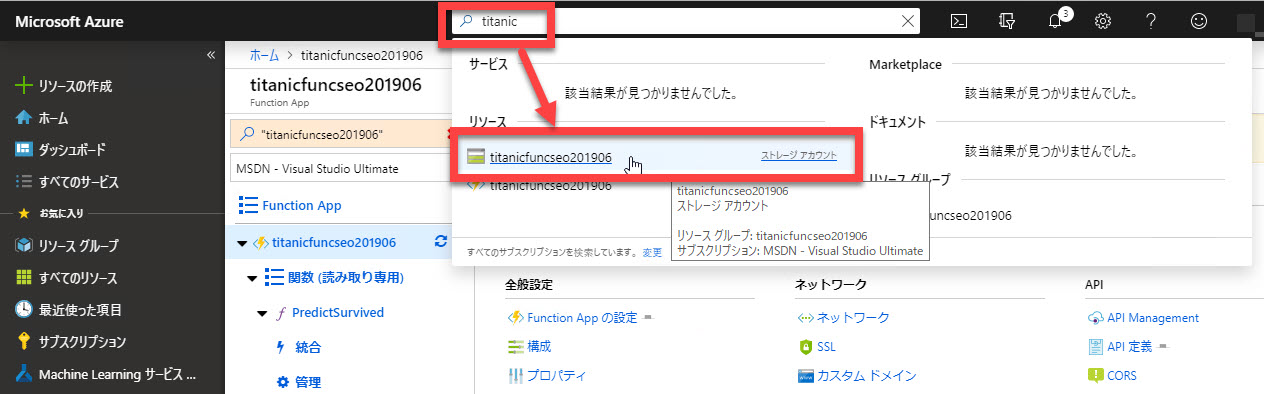 Microsoft Azure
titanic
3
«
リソースの作成
ホーム
ダッシュボード
すべてのサービス
お気に入り
リソース グループ
すべてのリソース
最近使った項目
サブスクリプション
Machine Learning サービス ...
ホーム > titanicfuncseo201906
titanicfuncseo201906
Function App
"titanicfuncseo201906"
MSDN - Visual Studio Ultimate
Function App
titanicfuncseo201906
関数 (読み取り専用)
PredictSurvived
統合
管理
サービス
該当結果が見つかりませんでした。
リソース
titanicfuncseo201906 ストレージ アカウント
titanicfuncseo201906
すべてのサブスクリプションを検索しています。 変更
Marketplace
該当結果が見つかりませんでした。
ドキュメント
該当結果が見つかりませんでした。
リソース グループ
ncseo201906
titanicfuncseo201906
ストレージ アカウント
リソース グループ: titanicfuncseo201906
サブスクリプション: MSDN - Visual Studio Ultimate
全般設定
Function App の設定
構成
プロパティ
ネットワーク
ネットワーク
SSL
カスタム ドメイン
API
API Management
API 定義
CORS